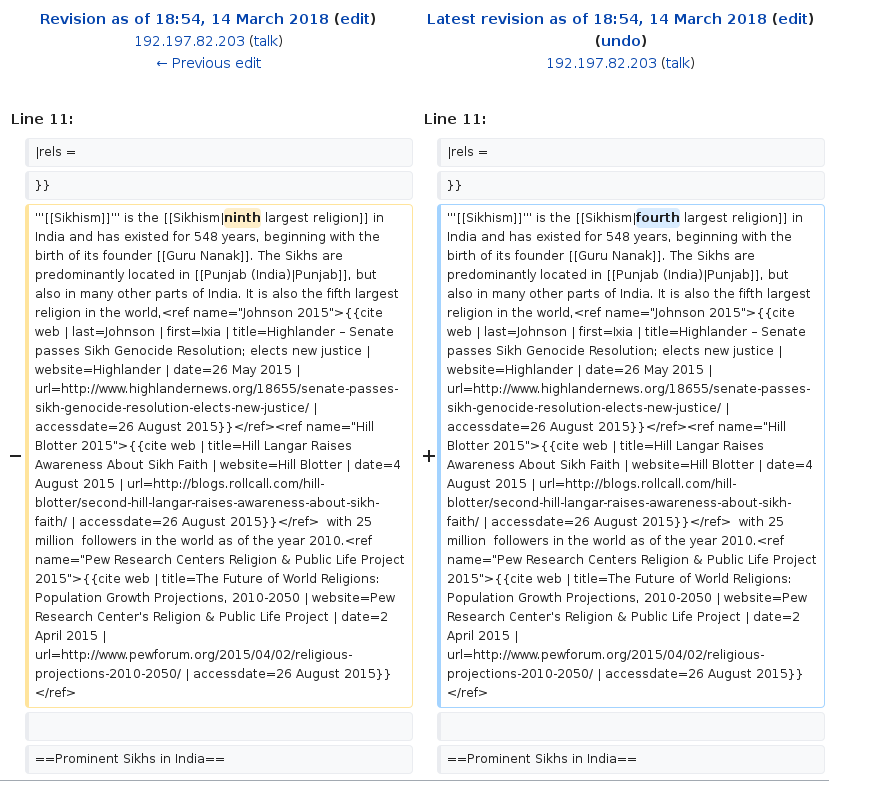 Revision as of 18:54, 14 March 2018 (edit)
192.197.82.203 (talk)
← Previous edit
Latest revision as of 18:54, 14 March 2018 (edit)
(undo)
192.197.82.203 (talk)
Line 11:
Line 11:
|rels =
|rels =
}}
}}
−
'''[[Sikhism]]''' is the [[Sikhism|ninth largest religion]] in
India and has existed for 548 years, beginning with the
birth of its founder [[Guru Nanak]]. The Sikhs are
predominantly located in [[Punjab (India)|Punjab]], but
also in many other parts of India. It is also the fifth largest
religion in the world,<ref name="Johnson 2015">{{cite
web | last=Johnson | first=Ixia | title=Highlander – Senate
passes Sikh Genocide Resolution; elects new justice |
website=Highlander | date=26 May 2015 |
url=http://www.highlandernews.org/18655/senate-passes-
sikh-genocide-resolution-elects-new-justice/ |
accessdate=26 August 2015}}</ref><ref name="Hill
Blotter 2015">{{cite web | title=Hill Langar Raises
Awareness About Sikh Faith | website=Hill Blotter | date=4
August 2015 | url=http://blogs.rollcall.com/hill-
blotter/second-hill-langar-raises-awareness-about-sikh-
faith/ | accessdate=26 August 2015}}</ref>  with 25
million  followers in the world as of the year 2010.<ref
name="Pew Research Centers Religion & Public Life Project
2015">{{cite web | title=The Future of World Religions:
Population Growth Projections, 2010-2050 | website=Pew
Research Center's Religion & Public Life Project | date=2
April 2015 |
url=http://www.pewforum.org/2015/04/02/religious-
projections-2010-2050/ | accessdate=26 August 2015}}
</ref>
+
'''[[Sikhism]]''' is the [[Sikhism|fourth largest religion]] in
India and has existed for 548 years, beginning with the
birth of its founder [[Guru Nanak]]. The Sikhs are
predominantly located in [[Punjab (India)|Punjab]], but
also in many other parts of India. It is also the fifth largest
religion in the world,<ref name="Johnson 2015">{{cite
web | last=Johnson | first=Ixia | title=Highlander – Senate
passes Sikh Genocide Resolution; elects new justice |
website=Highlander | date=26 May 2015 |
url=http://www.highlandernews.org/18655/senate-passes-
sikh-genocide-resolution-elects-new-justice/ |
accessdate=26 August 2015}}</ref><ref name="Hill
Blotter 2015">{{cite web | title=Hill Langar Raises
Awareness About Sikh Faith | website=Hill Blotter | date=4
August 2015 | url=http://blogs.rollcall.com/hill-
blotter/second-hill-langar-raises-awareness-about-sikh-
faith/ | accessdate=26 August 2015}}</ref>  with 25
million  followers in the world as of the year 2010.<ref
name="Pew Research Centers Religion & Public Life Project
2015">{{cite web | title=The Future of World Religions:
Population Growth Projections, 2010-2050 | website=Pew
Research Center's Religion & Public Life Project | date=2
April 2015 |
url=http://www.pewforum.org/2015/04/02/religious-
projections-2010-2050/ | accessdate=26 August 2015}}
</ref>
==Prominent Sikhs in India==
==Prominent Sikhs in India==